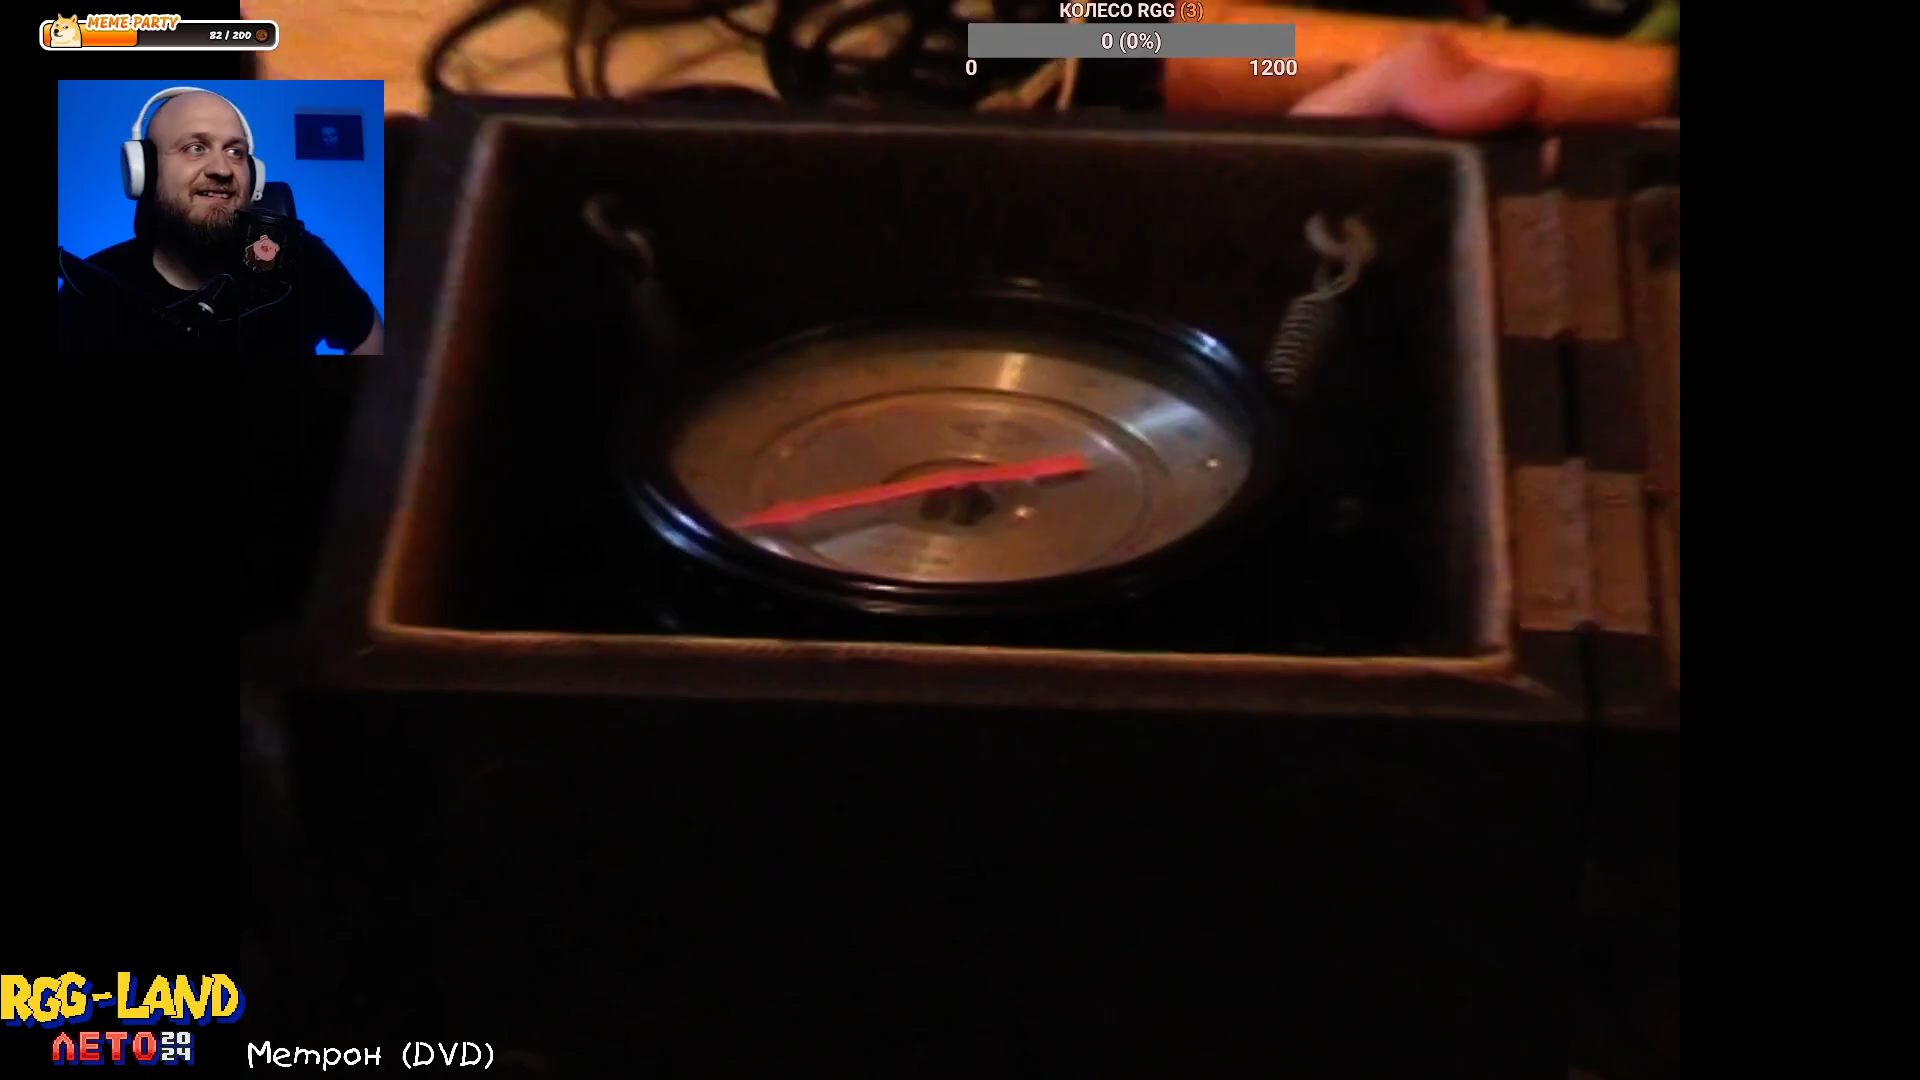 MEME PARTY
82 / 200
КОЛЕСО RGG (3)
0 (0%)
0 1200
RGG-LAND
ЛЕТО 2024
Метрон (DVD)